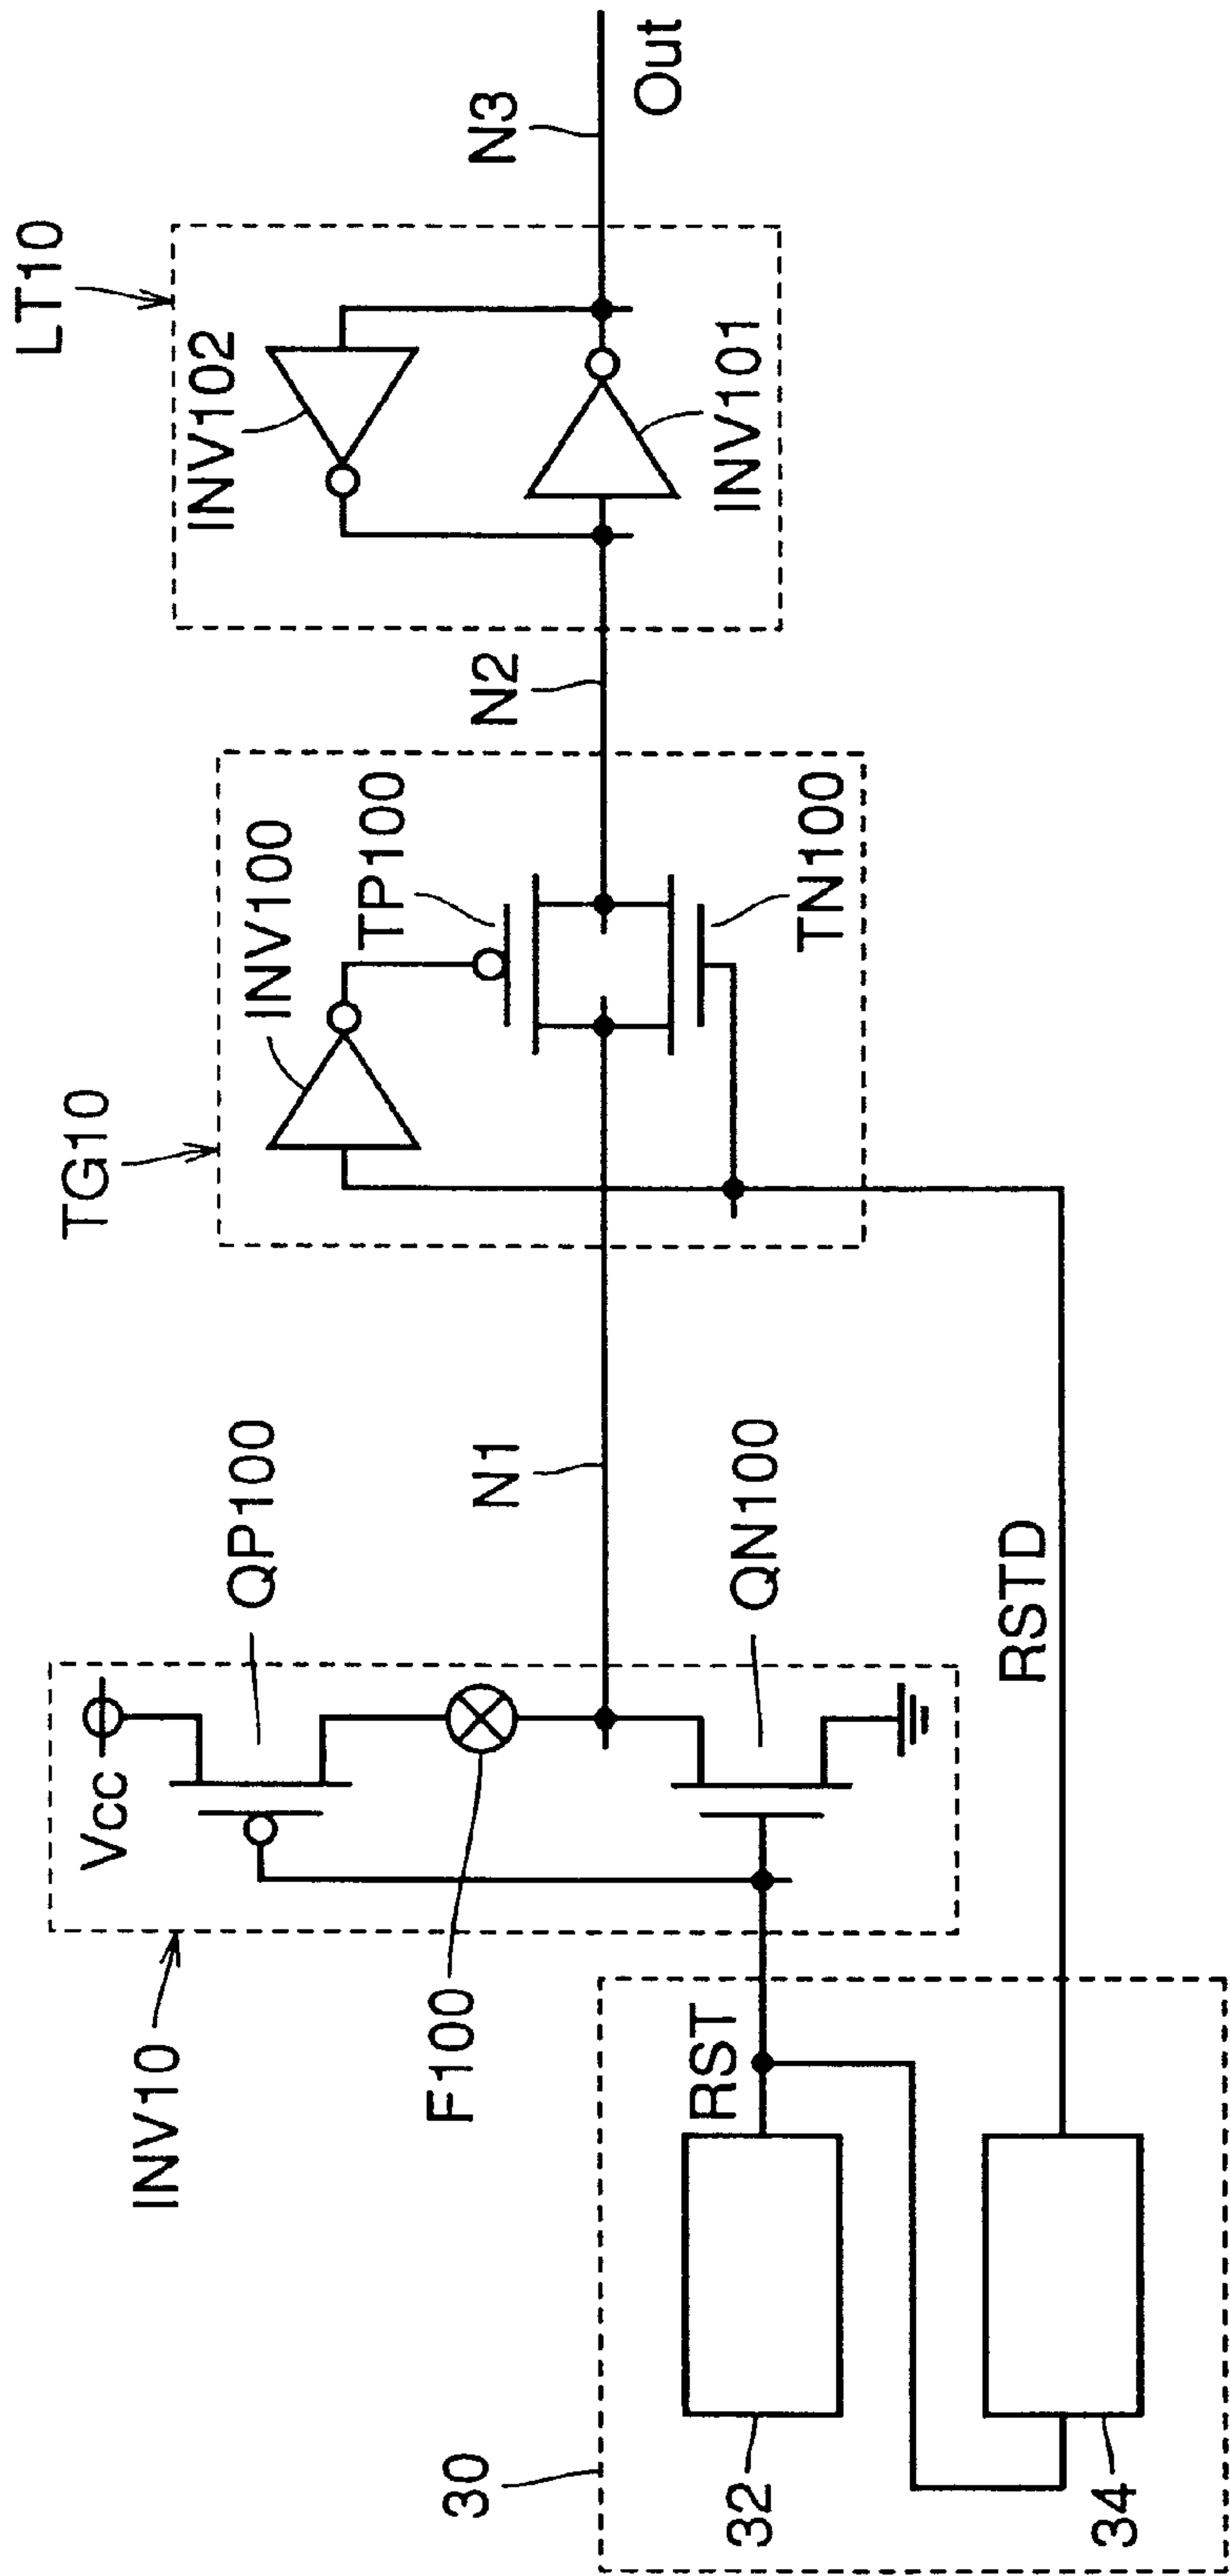 INV10
Vcc
QP100
F100
N1
QN100
30
32
RST
34
RSTD
TG10
INV100
TP100
TN100
N2
LT10
INV102
INV101
N3
Out